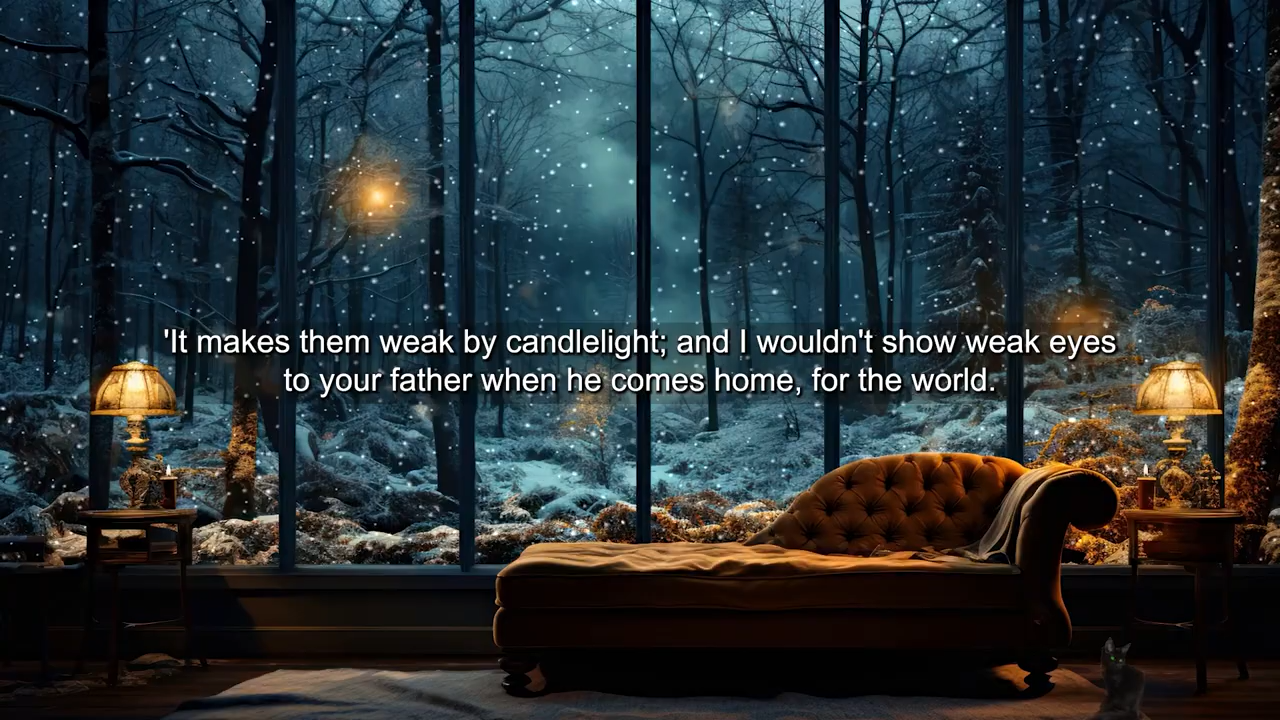 'It makes them weak by candlelight; and I wouldn't show weak eyes
to your father when he comes home, for the world.